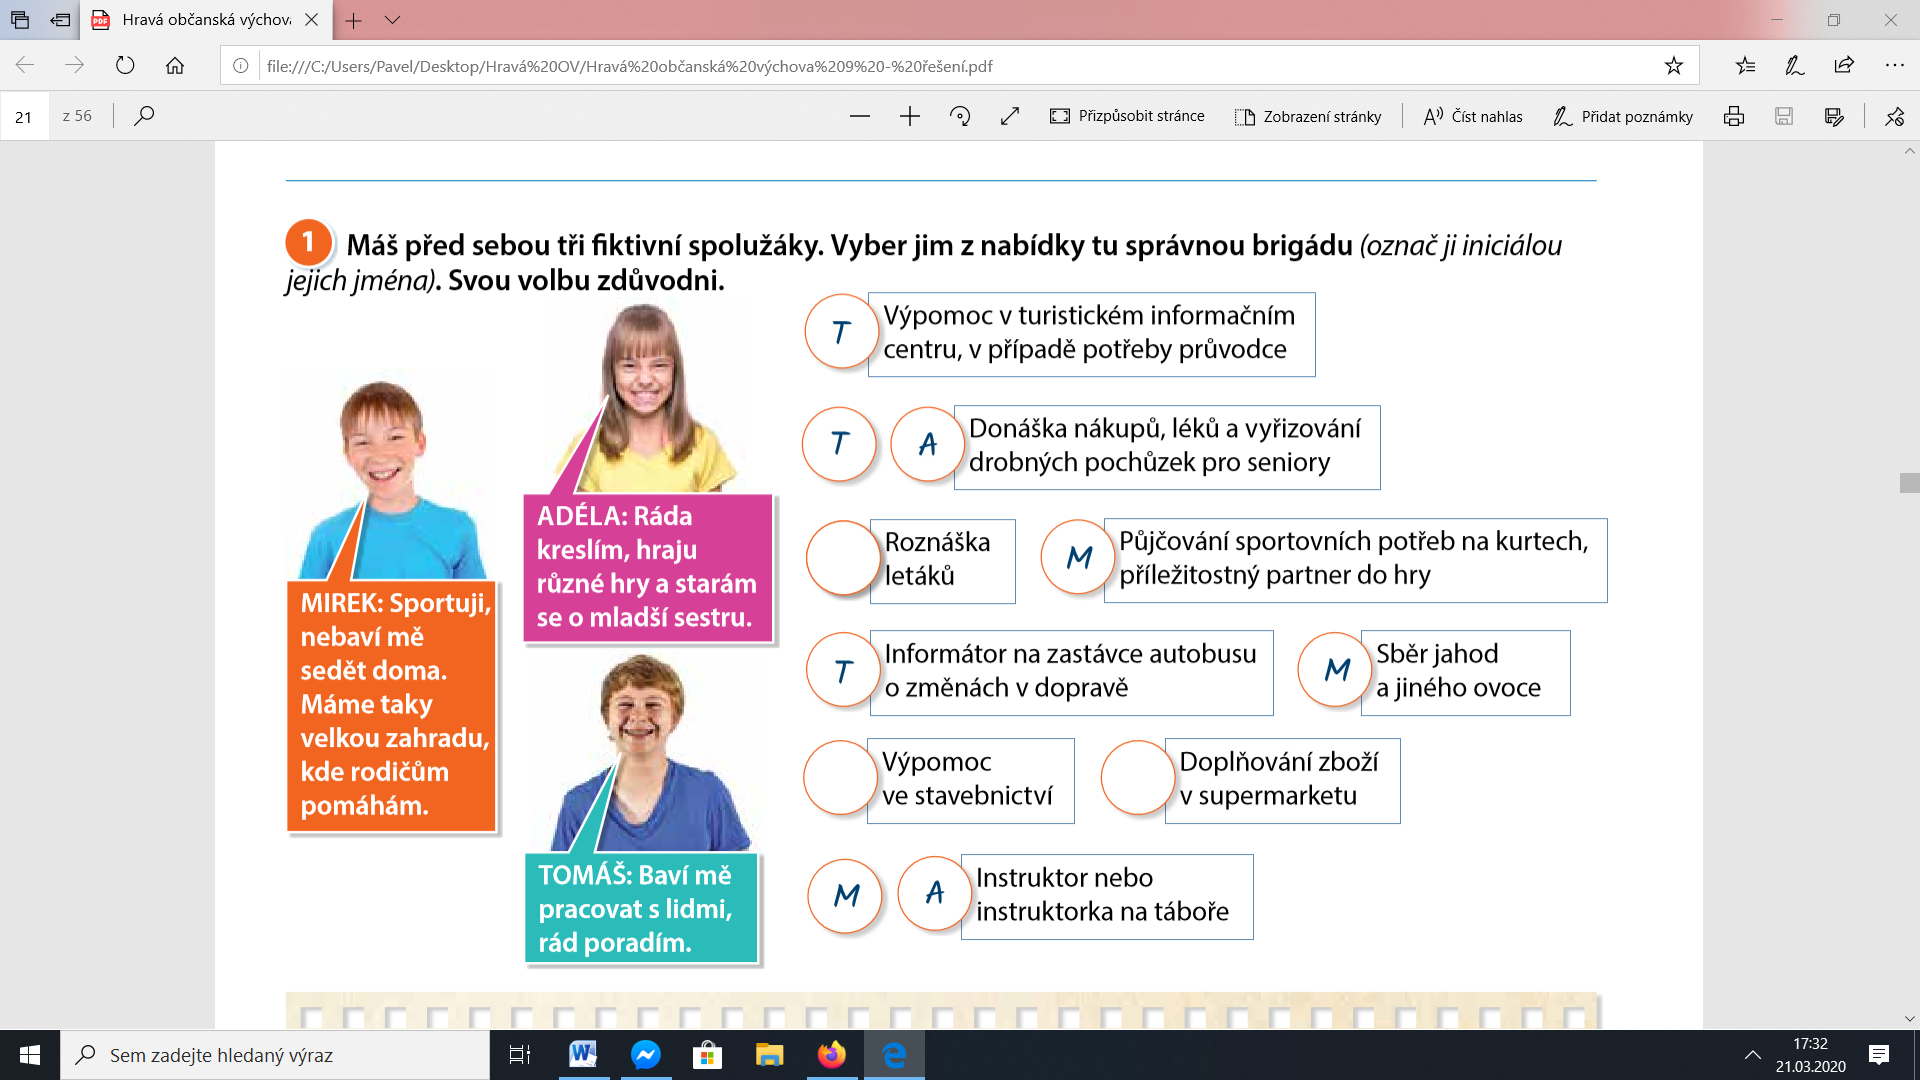 Hravá občanská výchova
file:///C:/Users/Pavel/Desktop/Hravá%20OV/Hravá%20občanská%20výchova%209%20-%20řešení.pdf
21 z 56
Přizpůsobit stránce
Zobrazení stránky
Číst nahlas
Přidat poznámky
1 Máš před sebou tři fiktivní spolužáky. Vyber jim z nabídky tu správnou brigádu (označ ji iniciálou
jejich jména). Svou volbu zdůvodni.
MIREK: Sportuji,
nebaví mě
sedět doma.
Máme taky
velkou zahradu,
kde rodičům
pomáhám.
ADÉLA: Ráda
kreslím, hraju
různé hry a starám
se o mladší sestru.
TOMÁŠ: Baví mě
pracovat s lidmi,
rád poradím.
T
Výpomoc v turistickém informačním
centru, v případě potřeby průvodce
T
A
Donáška nákupů, léků a vyřizování
drobných pochůzek pro seniory
Roznáška
letáků
M
Půjčování sportovních potřeb na kurtech,
příležitostný partner do hry
T
Informátor na zastávce autobusu
o změnách v dopravě
M
Sběr jahod
a jiného ovoce
Výpomoc
ve stavebnictví
Doplňování zboží
v supermarketu
M
A
Instruktor nebo
instruktorka na táboře
Sem zadejte hledaný výraz
17:32
21.03.2020